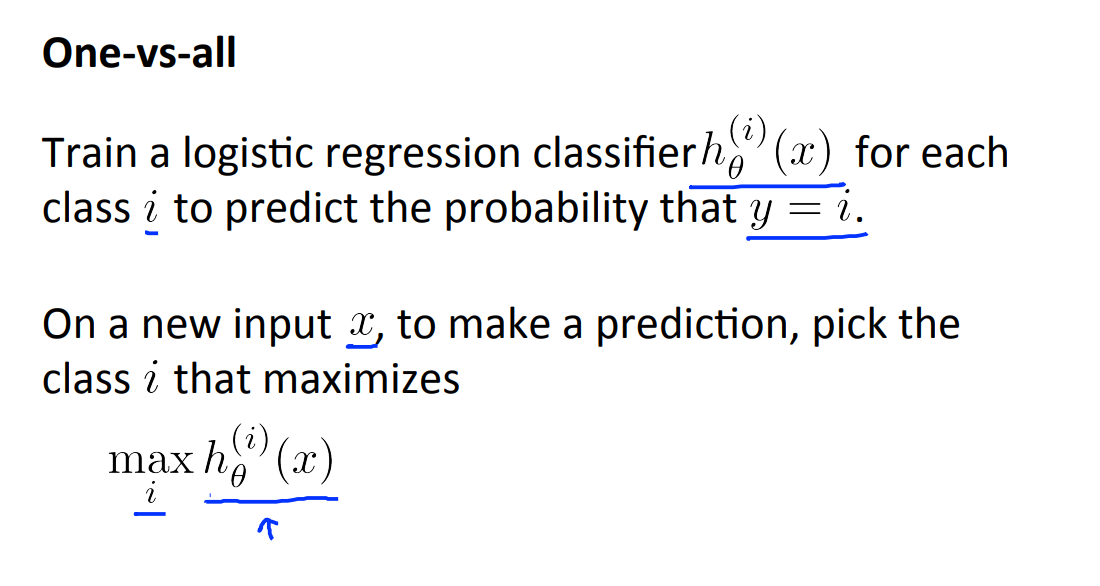 One-vs-all
Train a logistic regression classifier $h_\theta^{(i)}(x)$ for each
class $i$ to predict the probability that $y = i$.
On a new input $x$, to make a prediction, pick the
class $i$ that maximizes
$\max_i h_\theta^{(i)}(x)$